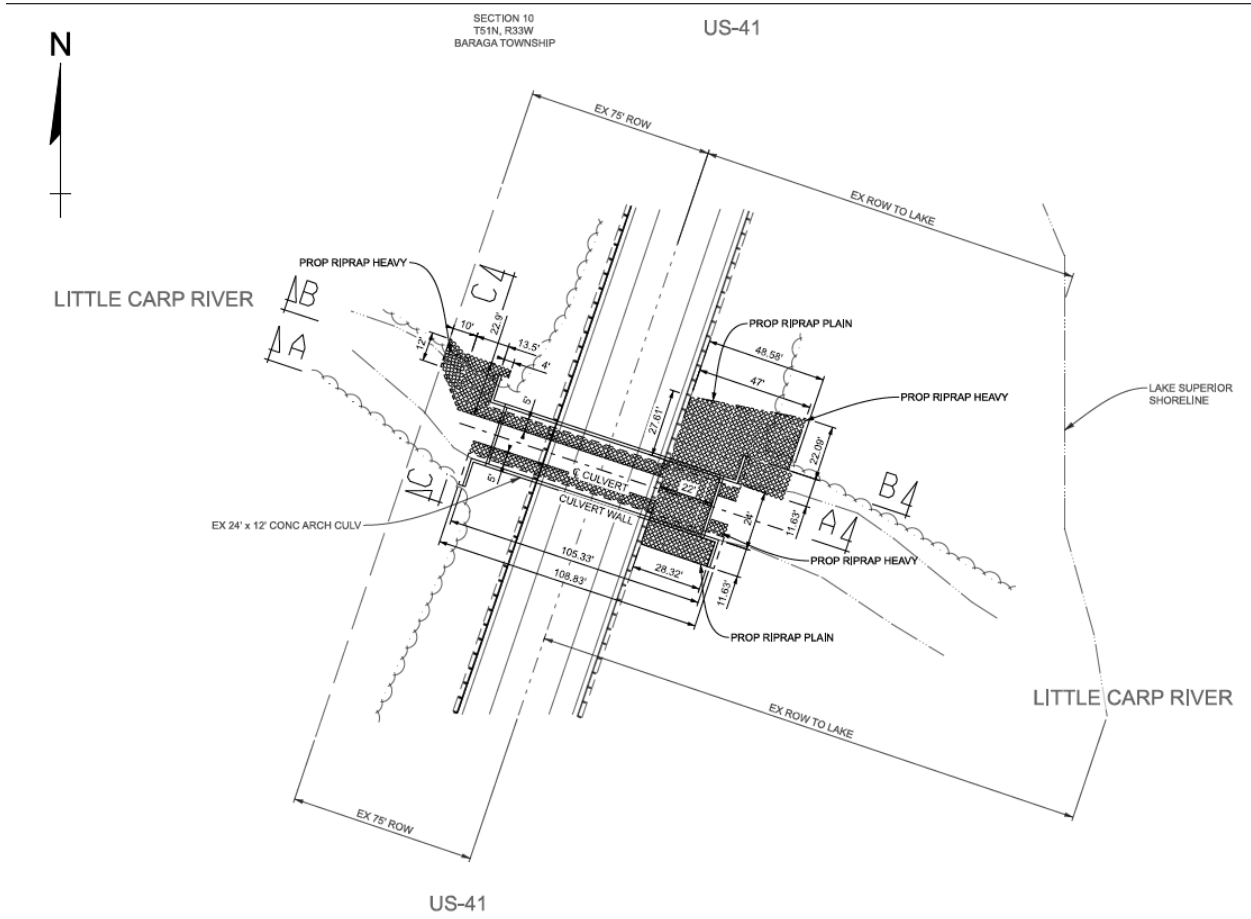 SECTION 10
T51N, R33W
BARAGA TOWNSHIP
US-41
N
EX 75' ROW
EX ROW TO LAKE
PROP RIPRAP HEAVY
LITTLE CARP RIVER
B
A
C
10'
22.9'
13.5'
4'
12'
5'
5'
PROP RIPRAP PLAIN
48.58'
47'
PROP RIPRAP HEAVY
27.61'
22.09'
LAKE SUPERIOR
SHORELINE
℄ CULVERT
CULVERT WALL
22'
24'
11.63'
B
A
C
EX 24' x 12' CONC ARCH CULV
105.33'
108.83'
28.32'
11.63'
PROP RIPRAP HEAVY
PROP RIPRAP PLAIN
LITTLE CARP RIVER
EX ROW TO LAKE
EX 75' ROW
US-41